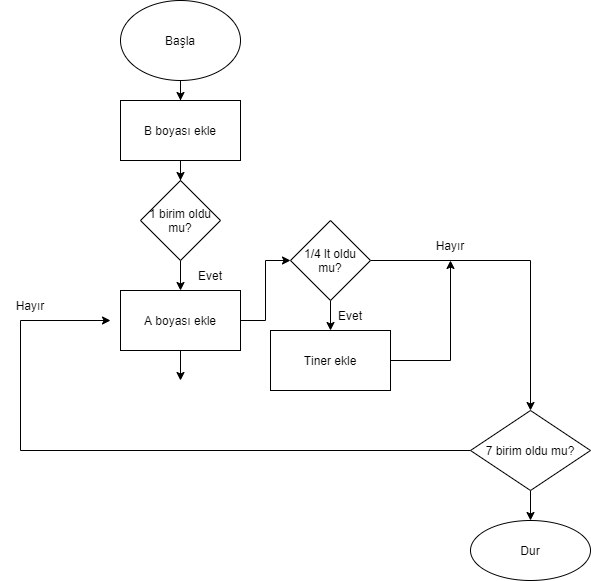 Başla
B boyası ekle
1 birim oldu
mu?
Evet
A boyası ekle
1/4 lt oldu
mu?
Evet
Tiner ekle
Hayır
Hayır
7 birim oldu mu?
Dur